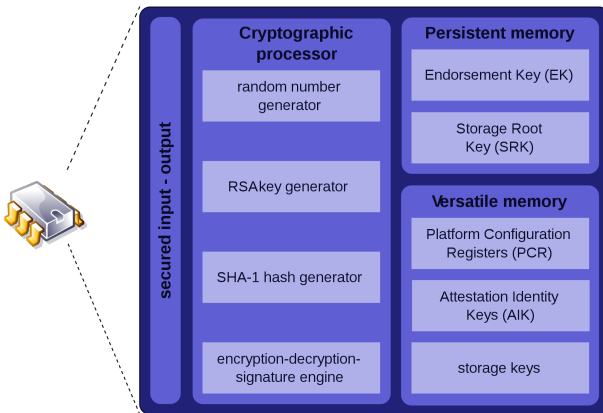 secured input - output
Cryptographic
processor
random number
generator
RSAkey generator
SHA-1 hash generator
encryption-decryption-
signature engine
Persistent memory
Endorsement Key (EK)
Storage Root
Key (SRK)
Versatile memory
Platform Configuration
Registers (PCR)
Attestation Identity
Keys (AIK)
storage keys